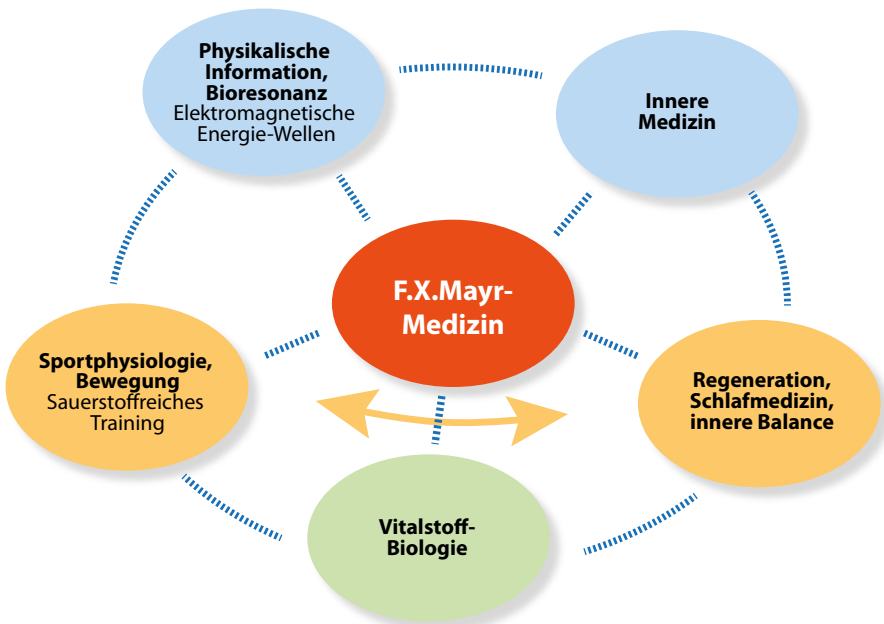 Physikalische
Information,
Bioresonanz
Elektromagnetische
Energie-Wellen
Innere
Medizin
F.X.Mayr-
Medizin
Sportphysiologie,
Bewegung
Sauerstoffreiches
Training
Regeneration,
Schlafmedizin,
innere Balance
Vitalstoff-
Biologie